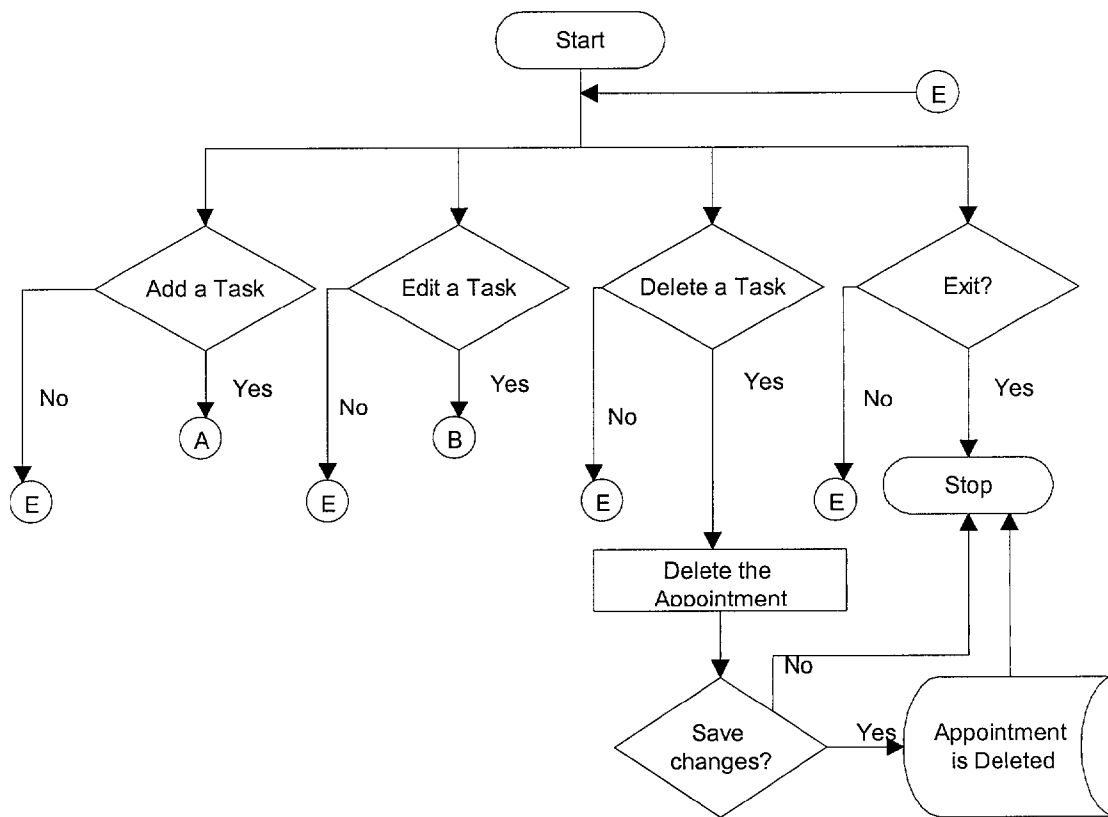 Start
E
Add a Task
Edit a Task
Delete a Task
Exit?
No
Yes
No
Yes
No
Yes
No
Yes
A
B
E
E
E
E
Stop
Delete the
Appointment
No
Save
changes?
Yes
Appointment
is Deleted